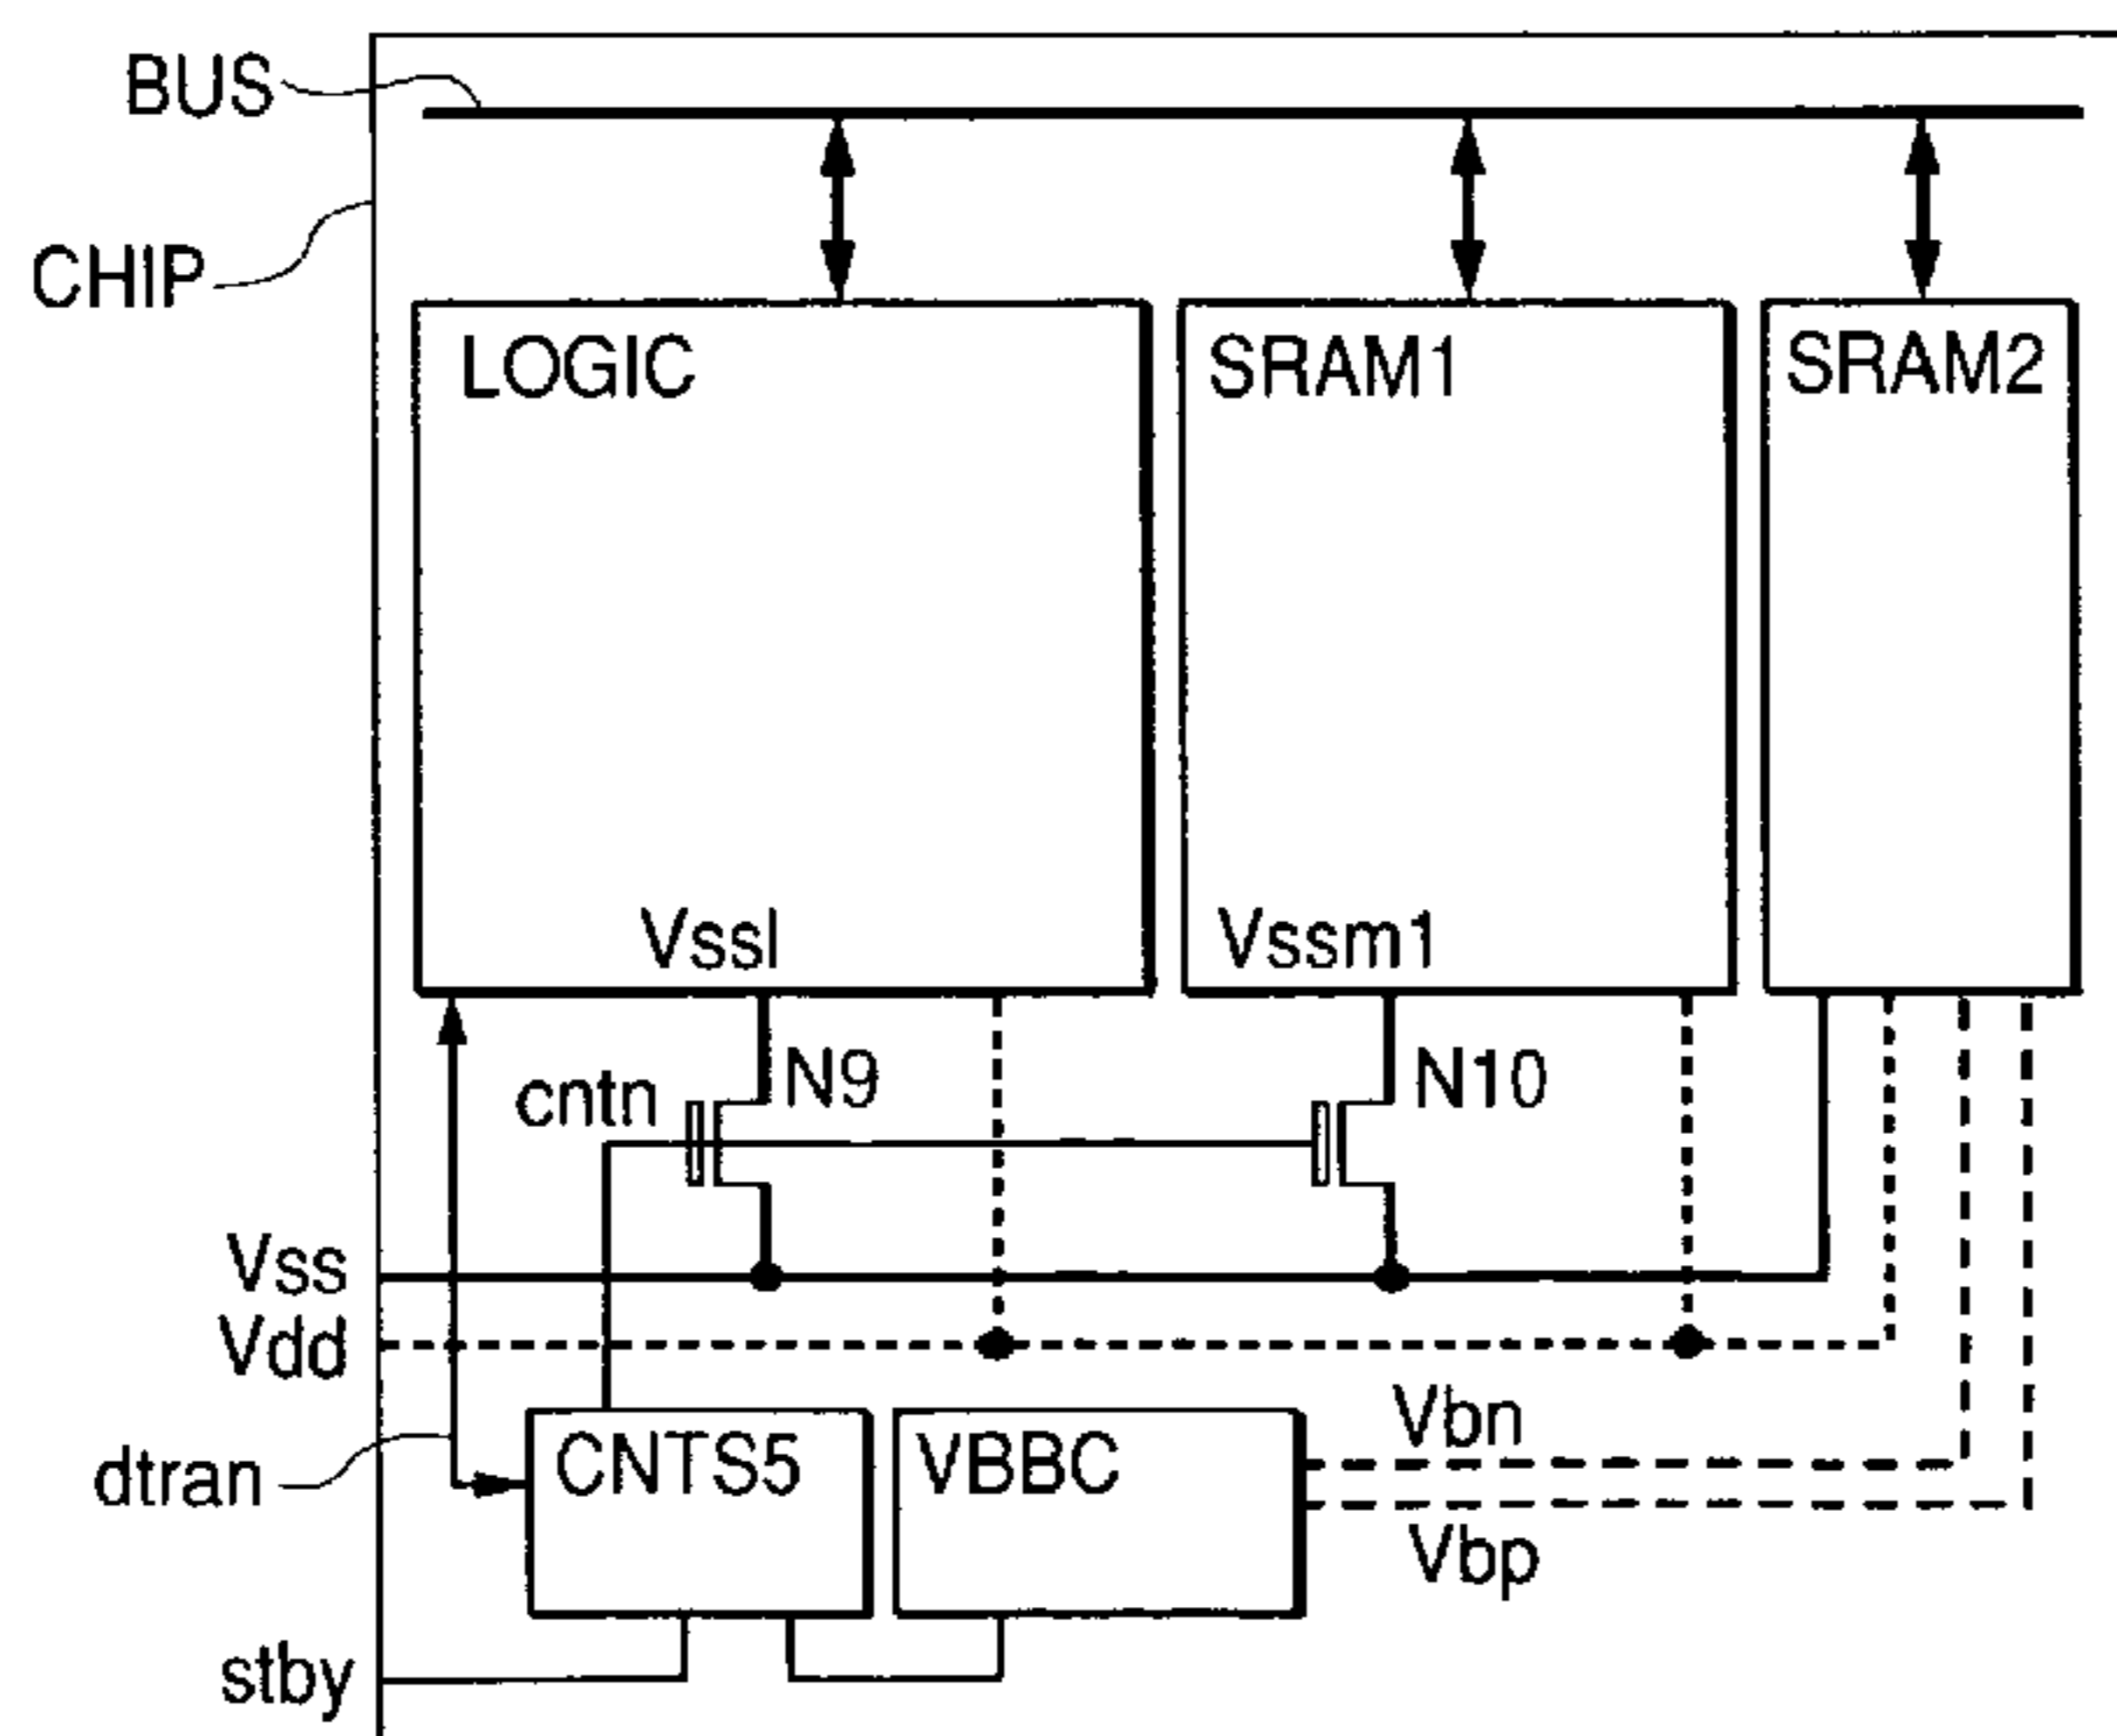 BUS
CHIP
LOGIC
SRAM1
SRAM2
Vssl
Vssm1
cntn
N9
N10
Vss
Vdd
dtran
CNTS5
VBBC
Vbn
Vbp
stby